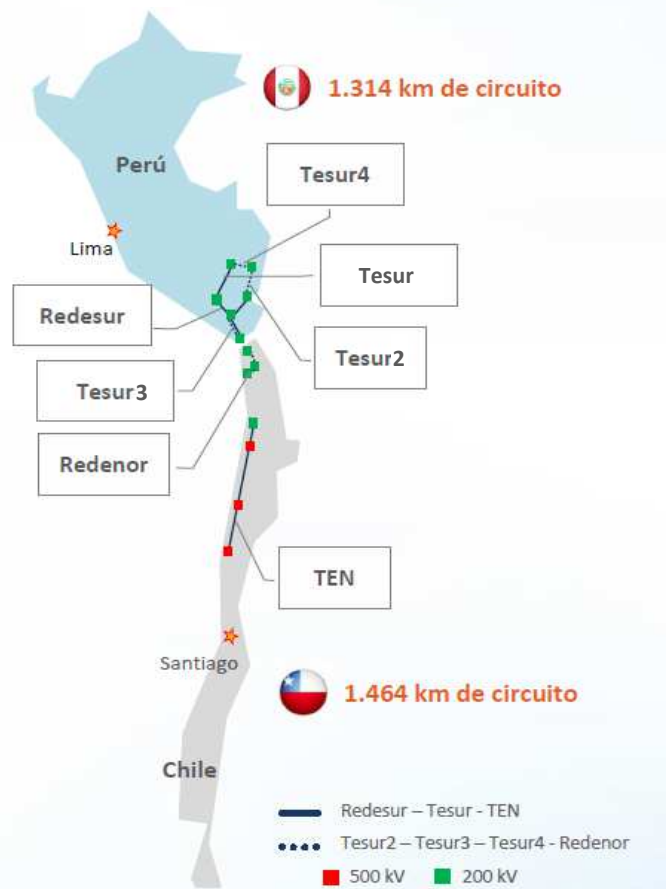 1.314 km de circuito
Perú
Tesur4
Lima
Tesur
Redesur
Tesur2
Tesur3
Redenor
TEN
Santiago
1.464 km de circuito
Chile
Redesur – Tesur - TEN
Tesur2 – Tesur3 – Tesur4 - Redenor
500 kV 200 kV